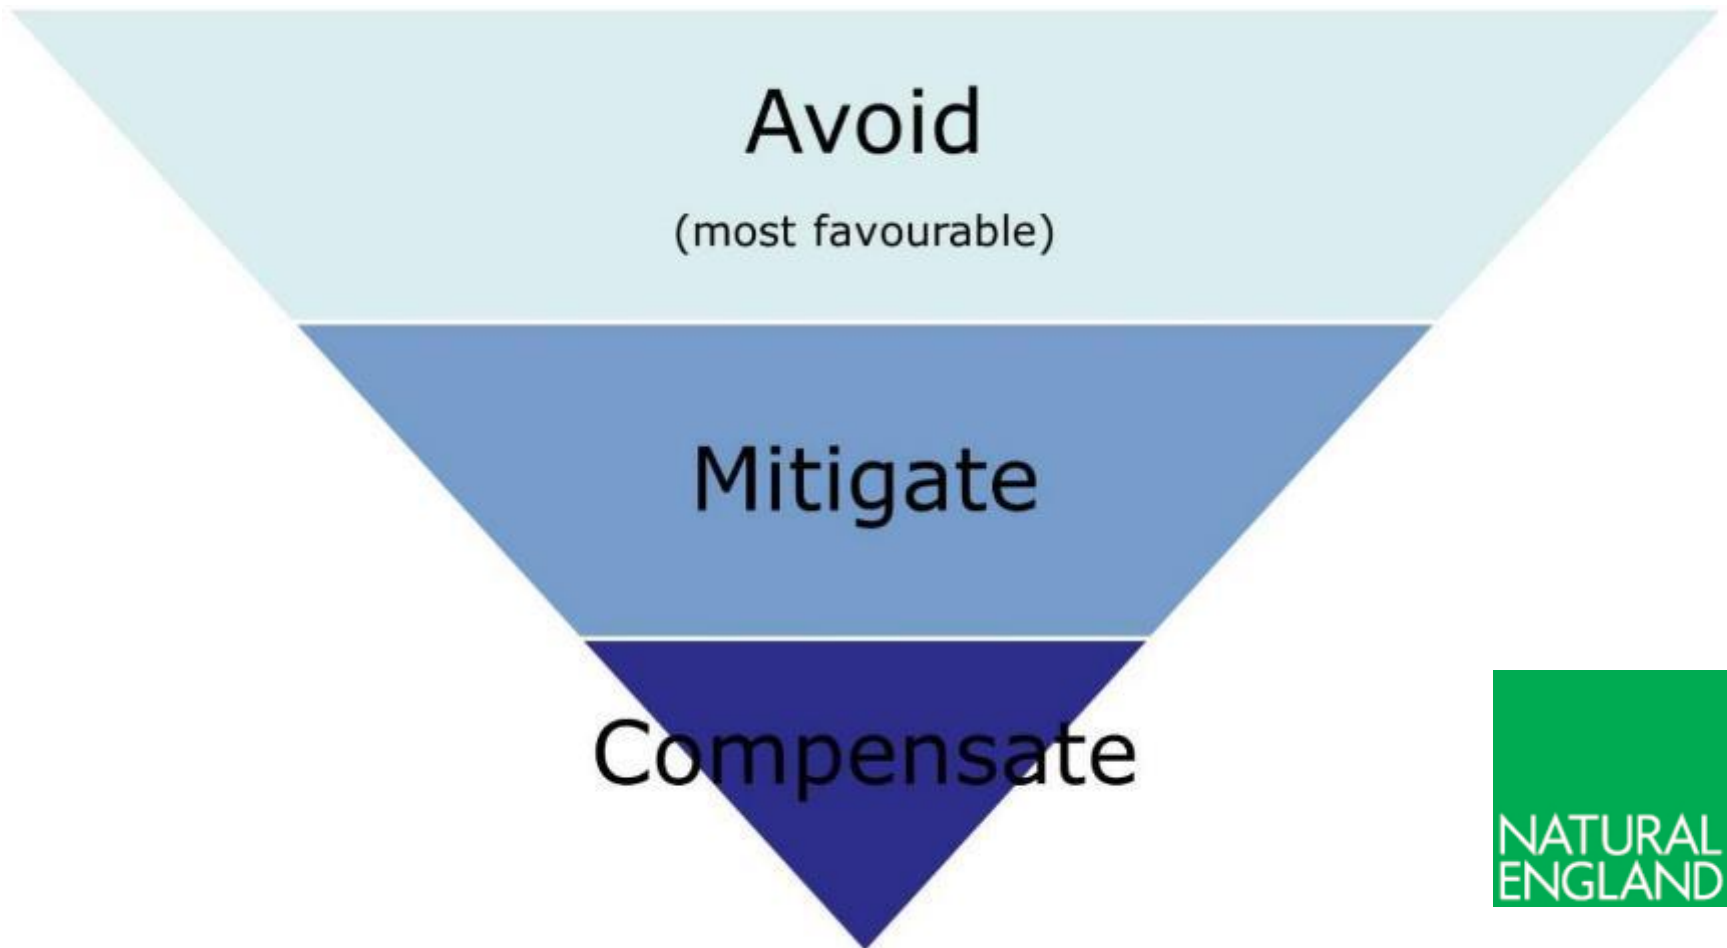 Avoid
(most favourable)
Mitigate
Compensate
NATURAL
ENGLAND